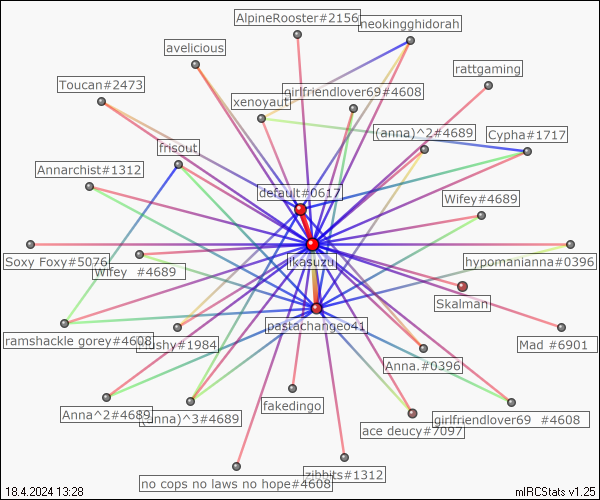 AlpineRooster#2156
neokingghidorah
avelicious
rattgaming
Toucan#2473
girlfriendlover69#4608
xenoyaut
(anna)^2#4689
Cypha#1717
frisout
Annarchist#1312
default#0617
Wifey#4689
Soxy Foxy#5076
Wifey #4689
jkasuzuj
hypomanianna#0396
Skalman
pastachangeo41
ramshackle gorey#4608
#1984
Mad #6901
Anna.#0396
Anna^2#4689
(anna)^3#4689
fakedingo
ace deucy#7097
girlfriendlover69 #4608
zibbits#1312
no cops no laws no hope#4608
18.4.2024 13:28
mIRCStats v1.25